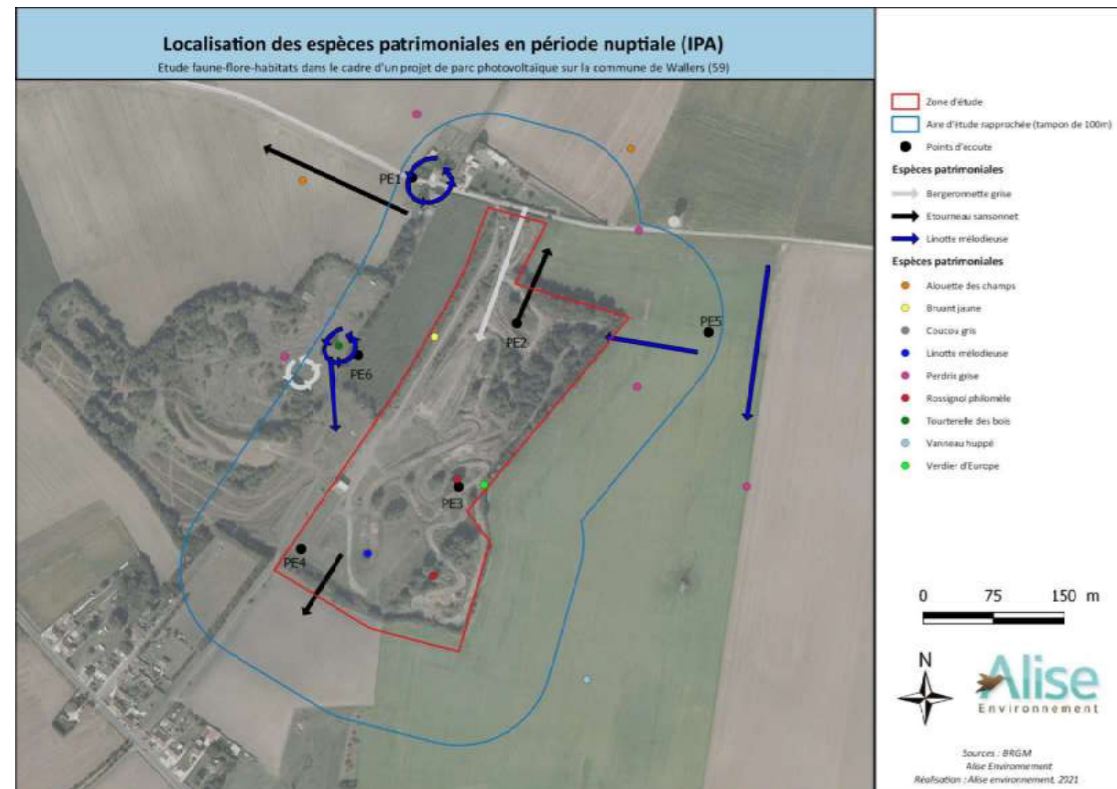 Localisation des espèces patrimoniales en période nuptiale (IPA)
Etude faune-flore-habitats dans le cadre d'un projet de parc photovoltaïque sur la commune de Wallers (59)
PE1
PE2
PE5
PE6
PE3
PE4
Zone d'étude
Aire d'étude rapprochée (tampon de 100m)
Points d'écoute
Espèces patrimoniales
Bergeronnette grise
Etourneau sansonnet
Linotte mélodieuse
Espèces patrimoniales
Alouette des champs
Bruant jaune
Coucou gris
Linotte mélodieuse
Perdrix grise
Rossignol philomèle
Tourterelle des bois
Vanneau huppé
Verdier d'Europe
0 75 150 m
N
Alise
Environnement
Sources : BRGM
Alise Environnement
Réalisation : Alise environnement, 2021